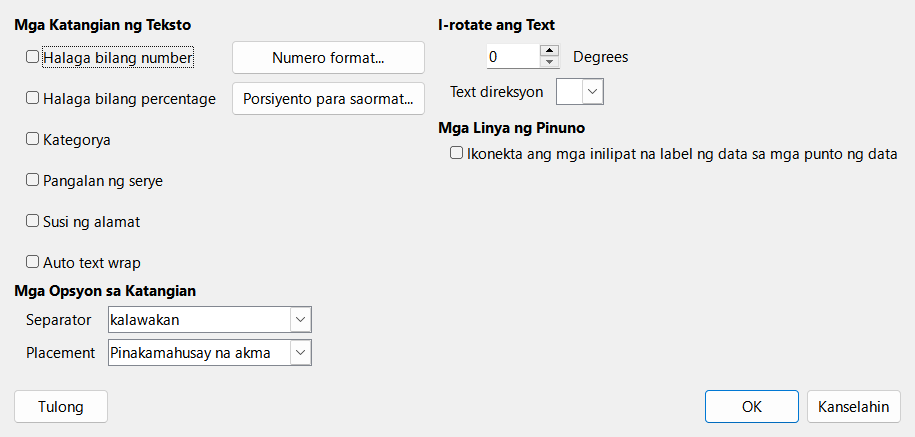 Mga Katangian ng Teksto
Halaga bilang number
Numero format...
Halaga bilang percentage
Porsiyento para saormat...
Kategorya
Pangalan ng serye
Susi ng alamat
Auto text wrap
Mga Opsyon sa Katangian
Separator
kalawakan
Placement
Pinakamahusay na akma
I-rotate ang Text
0
Degrees
Text direksyon
Mga Linya ng Pinuno
Ikonekta ang mga inilipat na label ng data sa mga punto ng data
Tulong
OK
Kanselahin